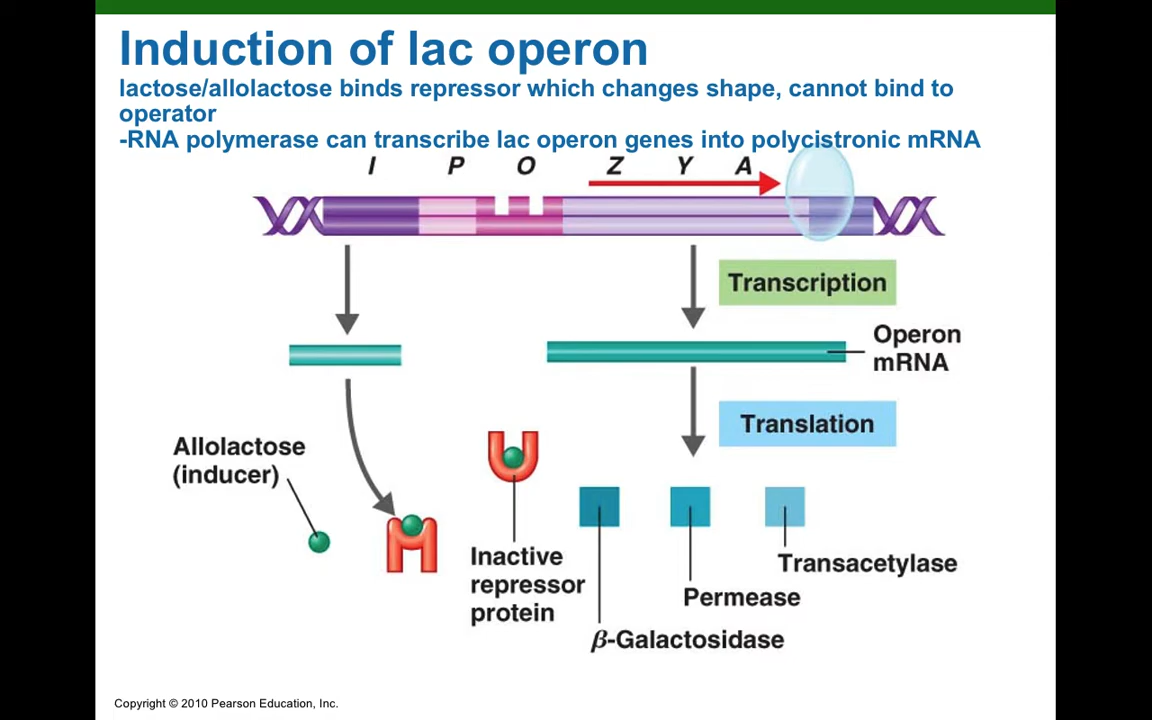 Induction of lac operon
lactose/allolactose binds repressor which changes shape, cannot bind to
operator
-RNA polymerase can transcribe lac operon genes into polycistronic mRNA
I P O Z Y A
Transcription
Operon
mRNA
Translation
Allolactose
(inducer)
Inactive
repressor
protein
Transacetylase
Permease
β-Galactosidase
Copyright © 2010 Pearson Education, Inc.